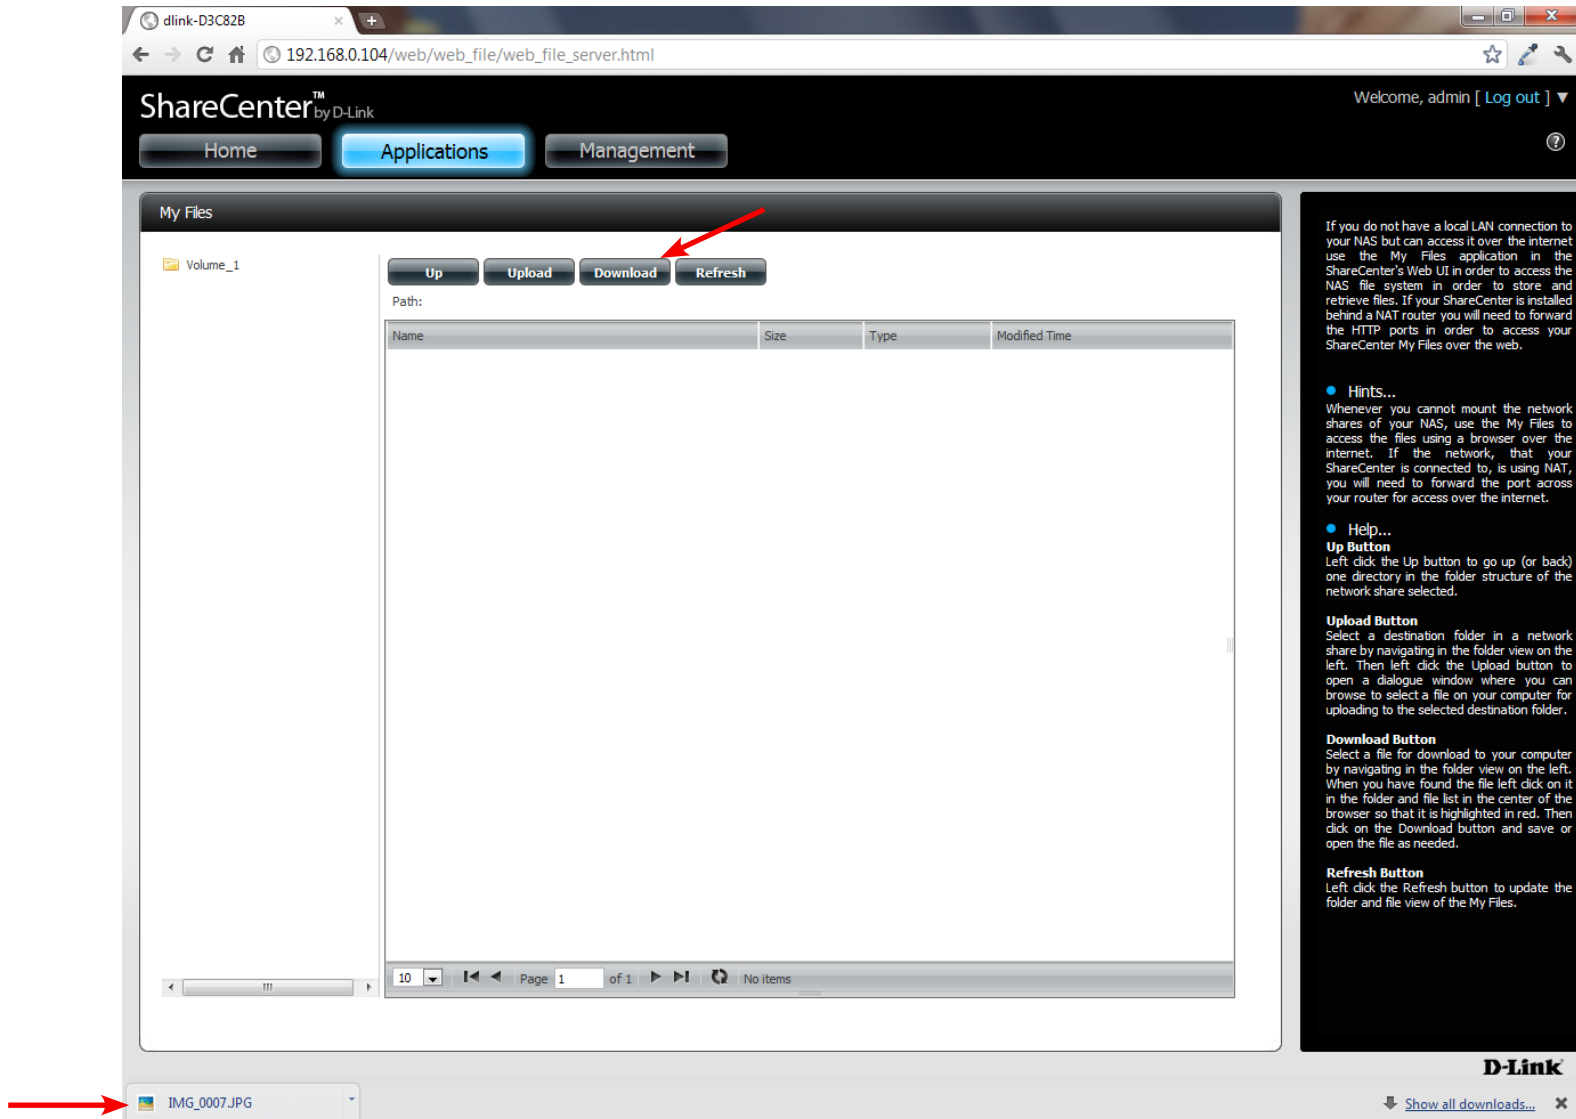 dlink-D3C82B
192.168.0.104/web/web_file/web_file_server.html
ShareCenter™ by D-Link
Welcome, admin [ Log out ] ▼
Home
Applications
Management
?
My Files
Volume_1
Up
Upload
Download
Refresh
Path:
Name
Size
Type
Modified Time
10
Page
1
of 1
No items
If you do not have a local LAN connection to
your NAS but can access it over the internet
use the My Files application in the
ShareCenter's Web UI in order to access the
NAS file system in order to store and
retrieve files. If your ShareCenter is installed
behind a NAT router you will need to forward
the HTTP ports in order to access your
ShareCenter My Files over the web.
Hints...
Whenever you cannot mount the network
shares of your NAS, use the My Files to
access the files using a browser over the
internet. If the network, that your
ShareCenter is connected to, is using NAT,
you will need to forward the port across
your router for access over the internet.
Help...
Up Button
Left click the Up button to go up (or back)
one directory in the folder structure of the
network share selected.
Upload Button
Select a destination folder in a network
share by navigating in the folder view on the
left. Then left click the Upload button to
open a dialogue window where you can
browse to select a file on your computer for
uploading to the selected destination folder.
Download Button
Select a file for download to your computer
by navigating in the folder view on the left.
When you have found the file left click on it
in the folder and file list in the center of the
browser so that it is highlighted in red. Then
click on the Download button and save or
open the file as needed.
Refresh Button
Left click the Refresh button to update the
folder and file view of the My Files.
D-Link
IMG_0007.JPG
Show all downloads...